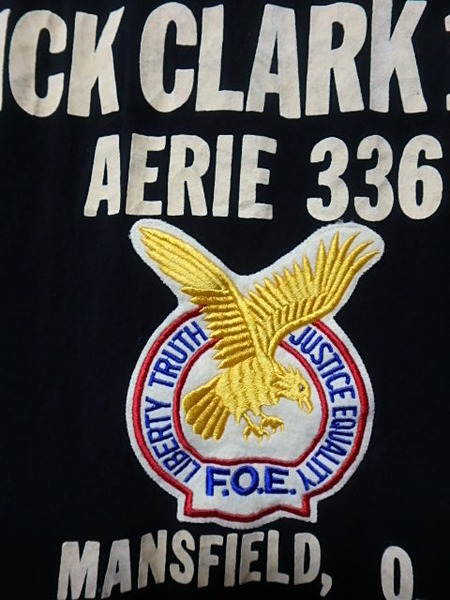 ICK CLARK
AERIE 336
LIBERTY TRUTH JUSTICE EQUALITY
F.O.E.
MANSFIELD, O